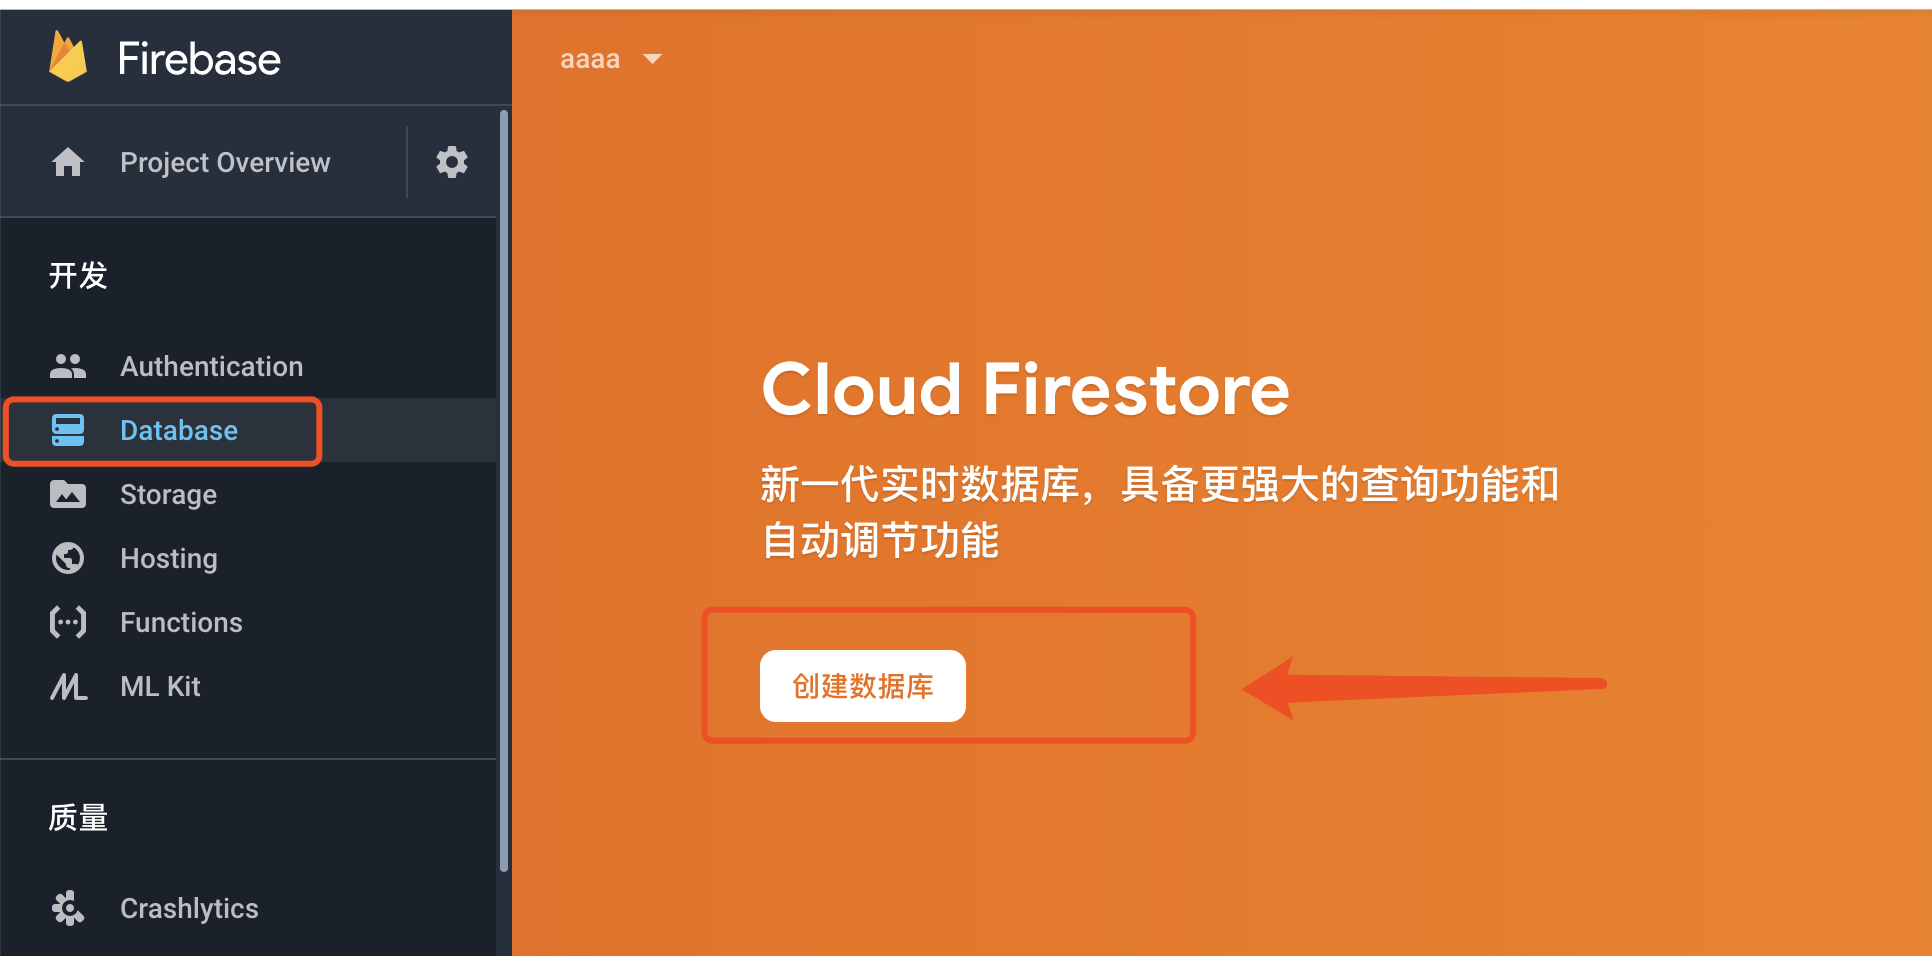 Firebase
aaaa
Project Overview
开发
Authentication
Database
Storage
Hosting
Functions
ML Kit
质量
Crashlytics
Cloud Firestore
新一代实时数据库，具备更强大的查询功能和
自动调节功能
创建数据库